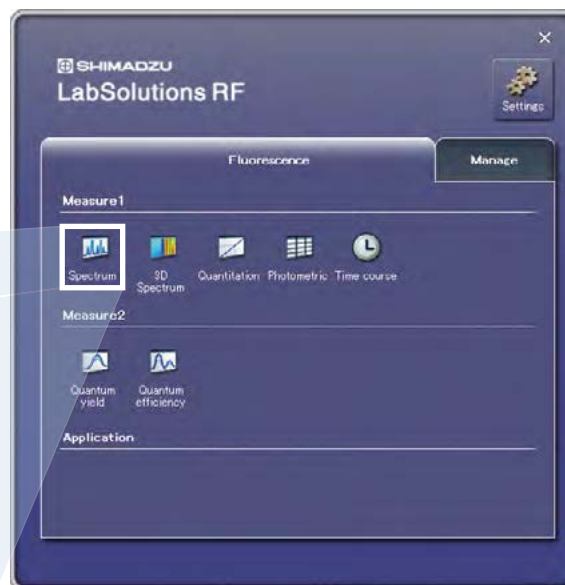 SHIMADZU
LabSolutions RF
Settings
Fluorescence
Manage
Measure1
Spectrum
3D
Spectrum
Quantitation
Photometric
Time course
Measure2
Quantum
yield
Quantum
efficiency
Application